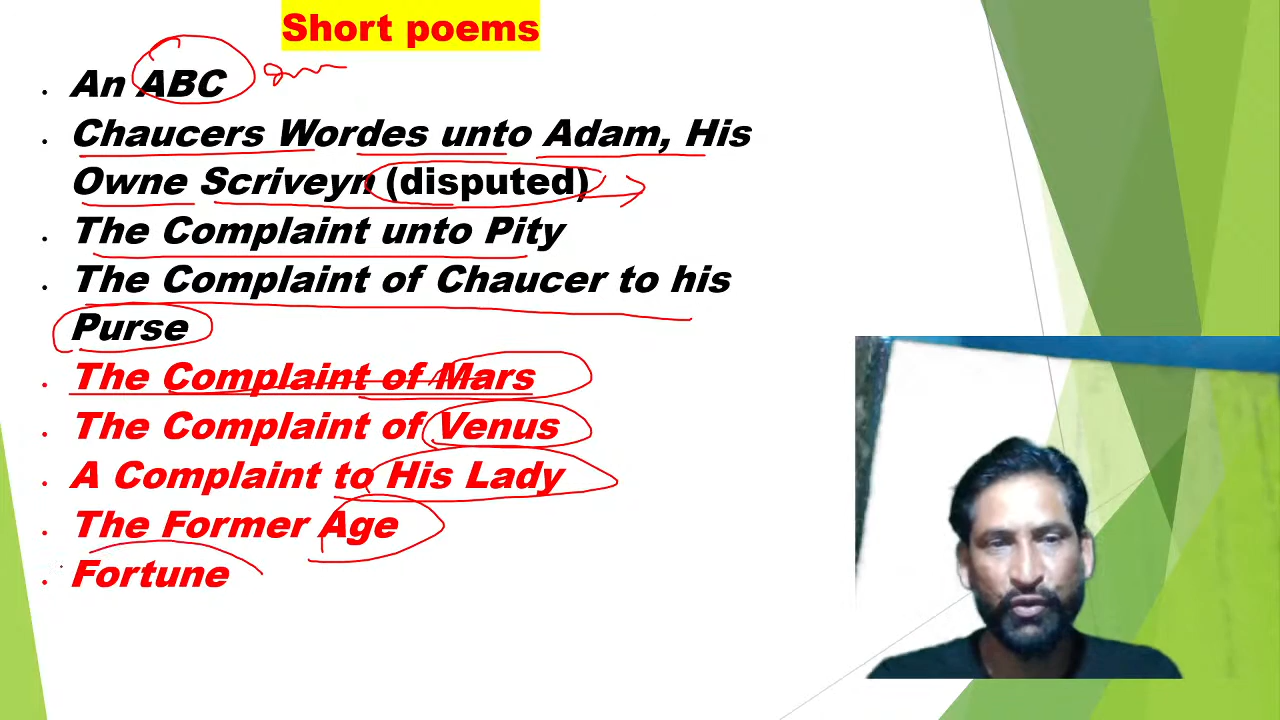 Short poems
An ABC
Chaucers Wordes unto Adam, His
Owne Scriveyn (disputed)
The Complaint unto Pity
The Complaint of Chaucer to his
Purse
The Complaint of Mars
The Complaint of Venus
A Complaint to His Lady
The Former Age
Fortune